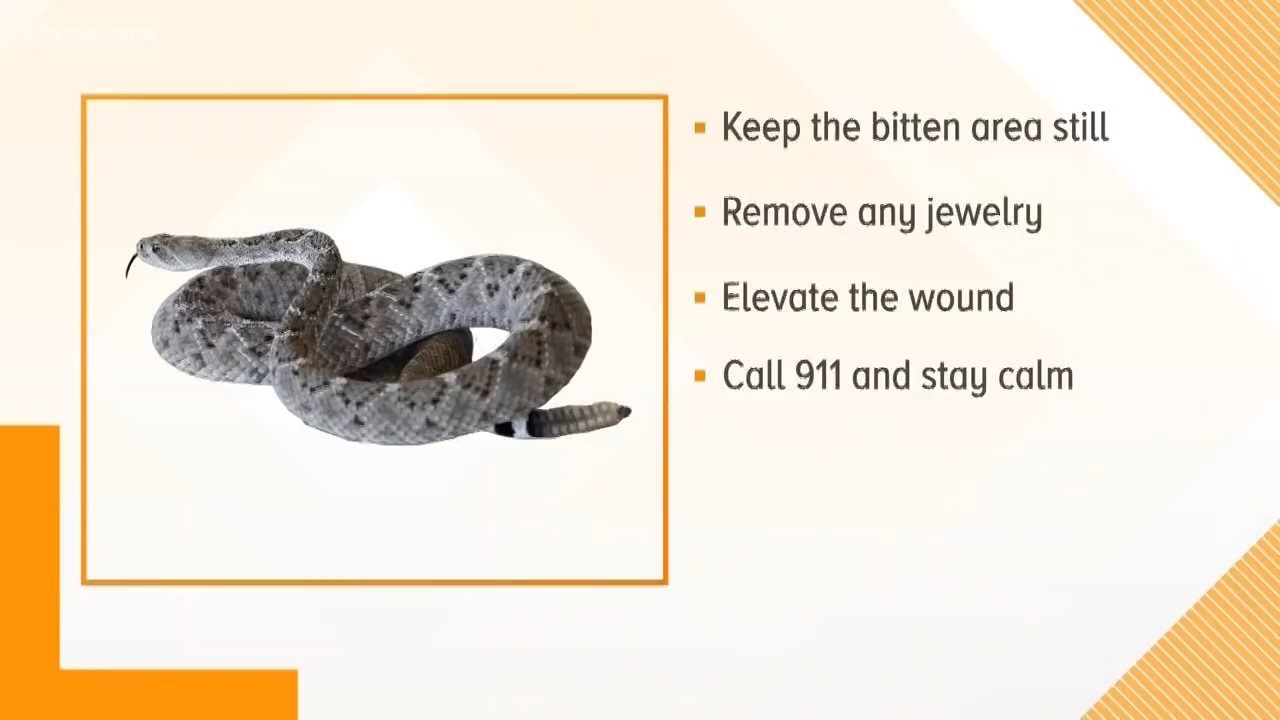 Keep the bitten area still
Remove any jewelry
Elevate the wound
Call 911 and stay calm